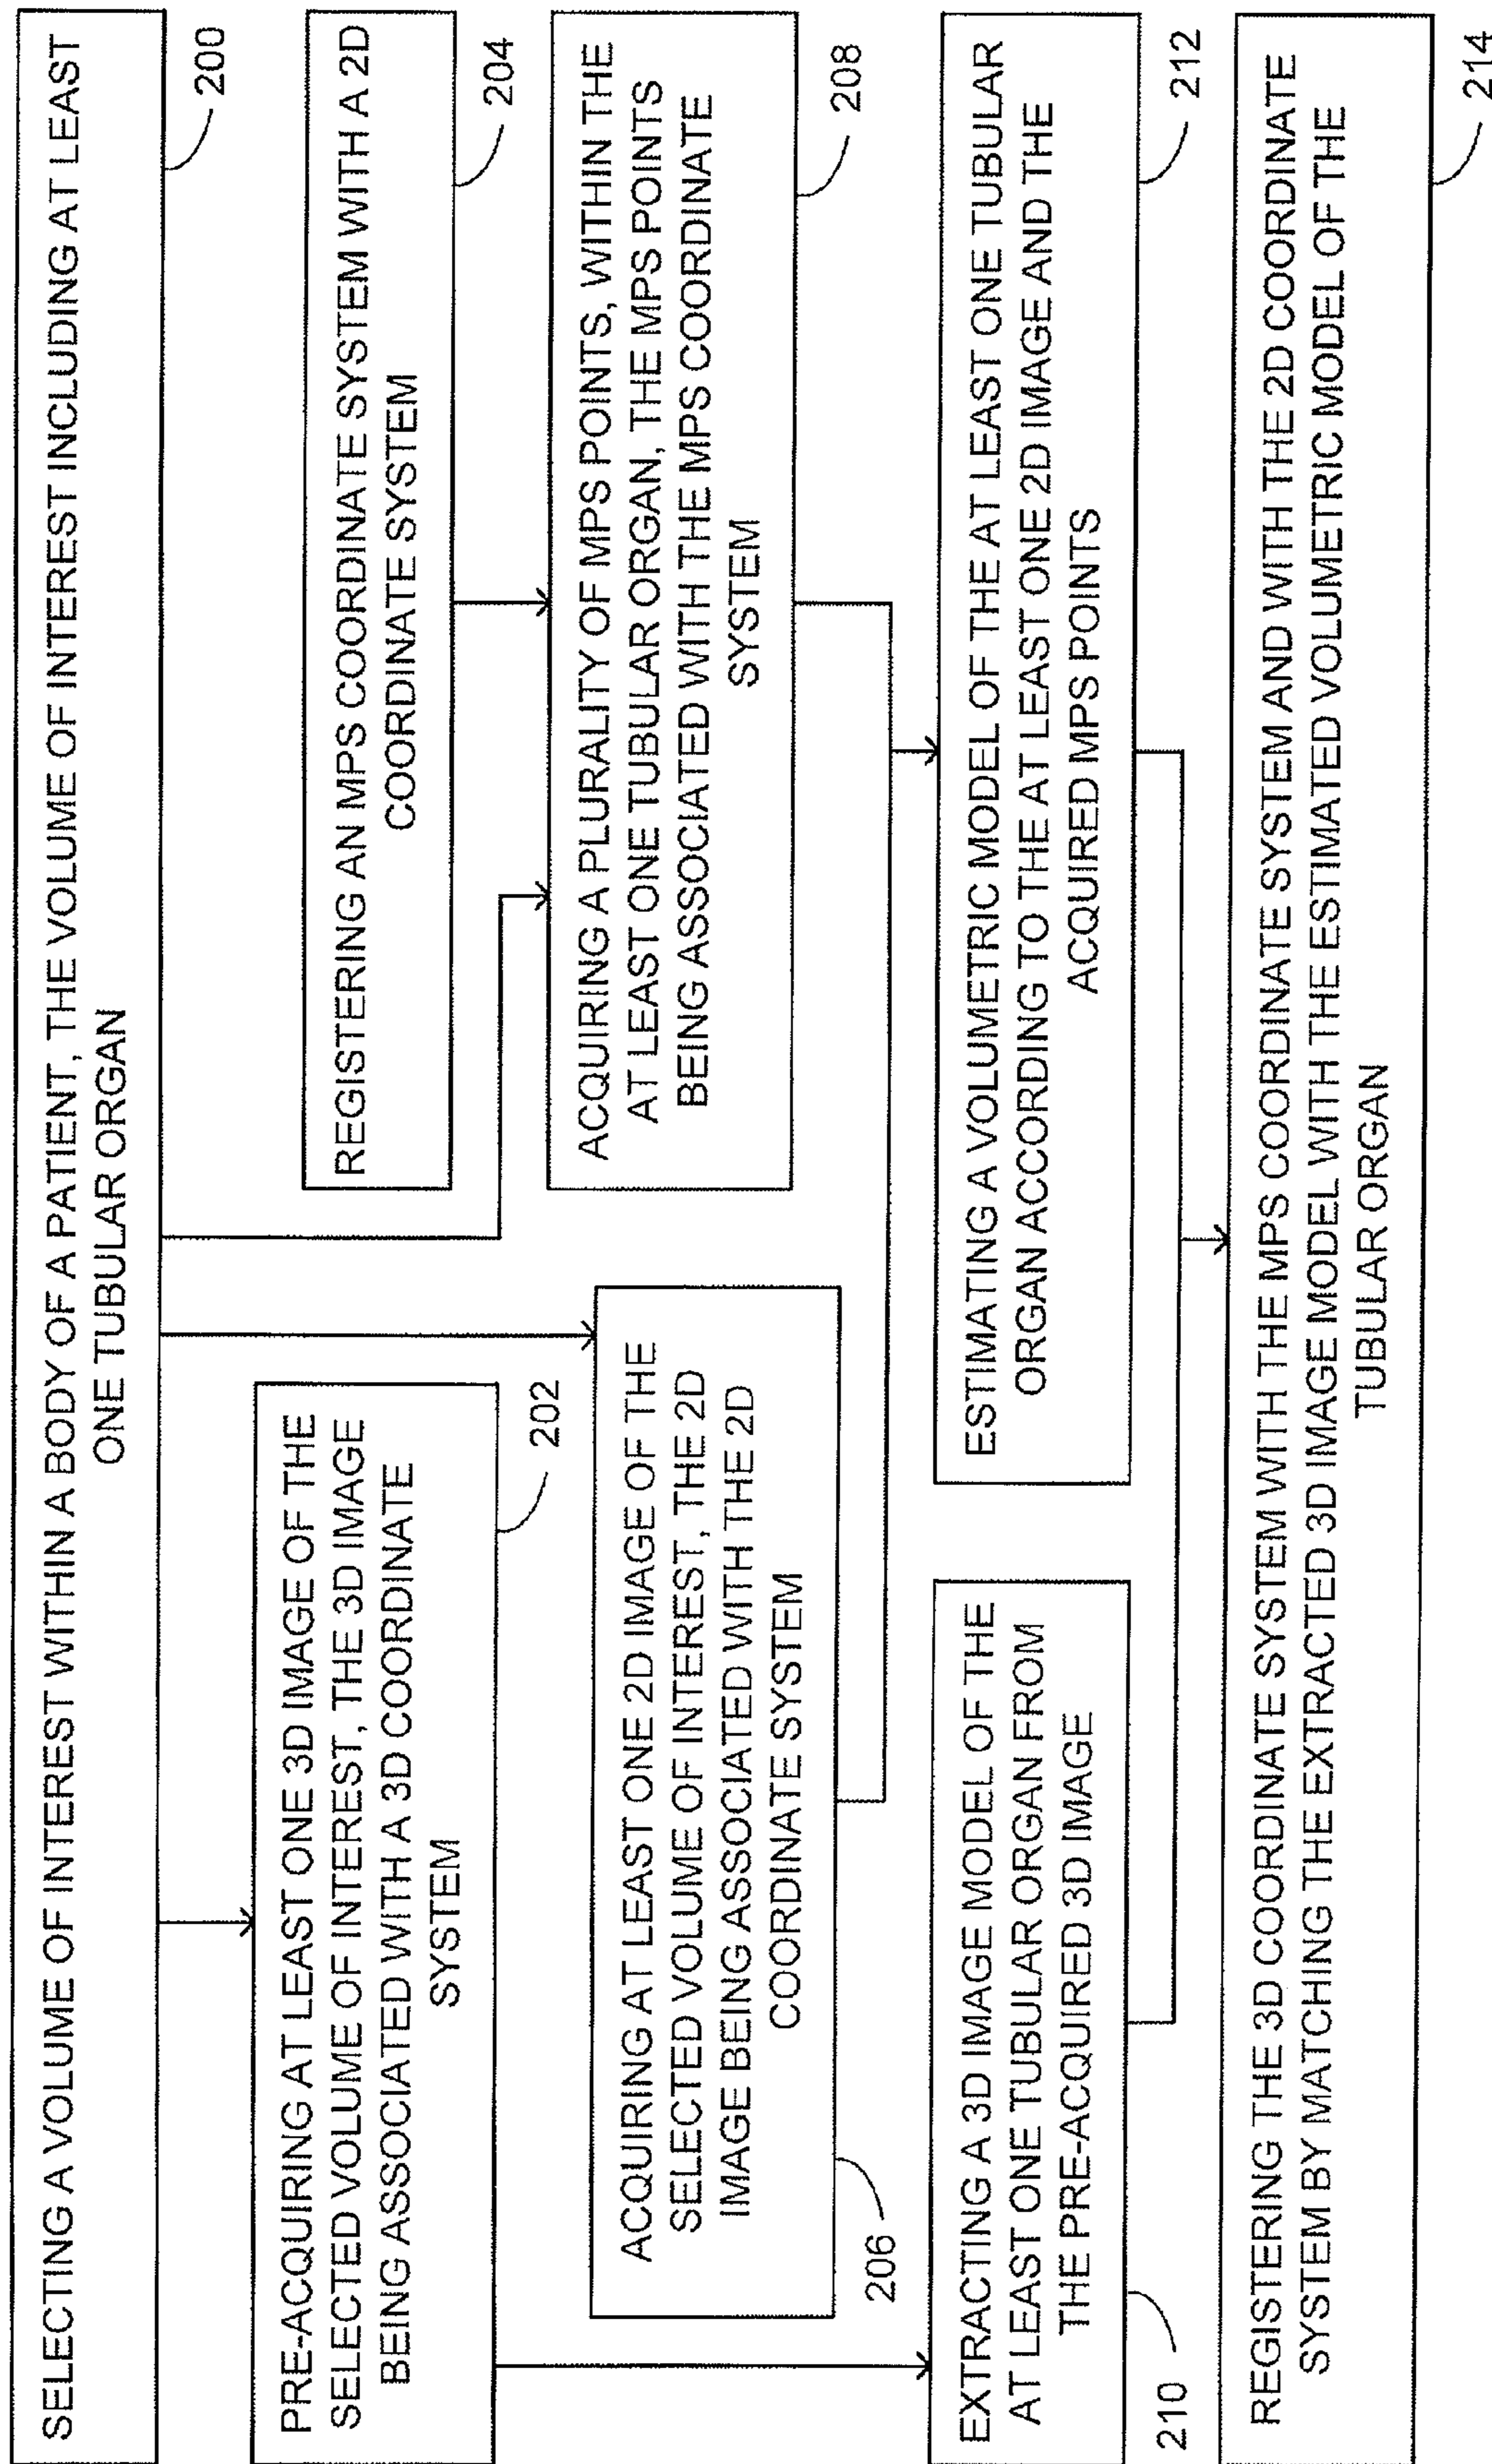 SELECTING A VOLUME OF INTEREST WITHIN A BODY OF A PATIENT, THE VOLUME OF INTEREST INCLUDING AT LEAST
ONE TUBULAR ORGAN
200
PRE-ACQUIRING AT LEAST ONE 3D IMAGE OF THE
SELECTED VOLUME OF INTEREST, THE 3D IMAGE
BEING ASSOCIATED WITH A 3D COORDINATE
SYSTEM
202
REGISTERING AN MPS COORDINATE SYSTEM WITH A 2D
COORDINATE SYSTEM
204
ACQUIRING AT LEAST ONE 2D IMAGE OF THE
SELECTED VOLUME OF INTEREST, THE 2D
IMAGE BEING ASSOCIATED WITH THE 2D
COORDINATE SYSTEM
206
ACQUIRING A PLURALITY OF MPS POINTS, WITHIN THE
AT LEAST ONE TUBULAR ORGAN, THE MPS POINTS
BEING ASSOCIATED WITH THE MPS COORDINATE
SYSTEM
208
EXTRACTING A 3D IMAGE MODEL OF THE
AT LEAST ONE TUBULAR ORGAN FROM
THE PRE-ACQUIRED 3D IMAGE
210
ESTIMATING A VOLUMETRIC MODEL OF THE AT LEAST ONE TUBULAR
ORGAN ACCORDING TO THE AT LEAST ONE 2D IMAGE AND THE
ACQUIRED MPS POINTS
212
REGISTERING THE 3D COORDINATE SYSTEM WITH THE MPS COORDINATE SYSTEM AND WITH THE 2D COORDINATE
SYSTEM BY MATCHING THE EXTRACTED 3D IMAGE MODEL WITH THE ESTIMATED VOLUMETRIC MODEL OF THE
TUBULAR ORGAN
214